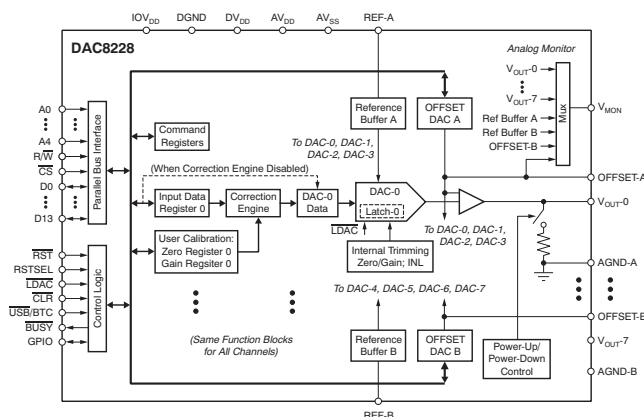 IOVDD
DGND
DVDD
AVDD
AVSS
REF-A
DAC8228
Analog Monitor
VOUT-0
VOUT-7
Ref Buffer A
Ref Buffer B
OFFSET-B
Mux
VMON
A0
A4
R/W
CS
D0
D13
Parallel Bus Interface
Command
Registers
Reference
Buffer A
OFFSET
DAC A
To DAC-0, DAC-1,
DAC-2, DAC-3
OFFSET-A
(When Correction Engine Disabled)
Input Data
Register 0
Correction
Engine
DAC-0
Data
DAC-0
Latch-0
LDAC
VOUT-0
To DAC-0, DAC-1,
DAC-2, DAC-3
User Calibration:
Zero Register 0
Gain Regsiter 0
Internal Trimming
Zero/Gain; INL
AGND-A
RST
RSTSEL
LDAC
CLR
USB/BTC
BUSY
GPIO
Control Logic
To DAC-4, DAC-5, DAC-6, DAC-7
OFFSET-B
(Same Function Blocks
for All Channels)
Reference
Buffer B
OFFSET
DAC B
Power-Up/
Power-Down
Control
VOUT-7
AGND-B
REF-B